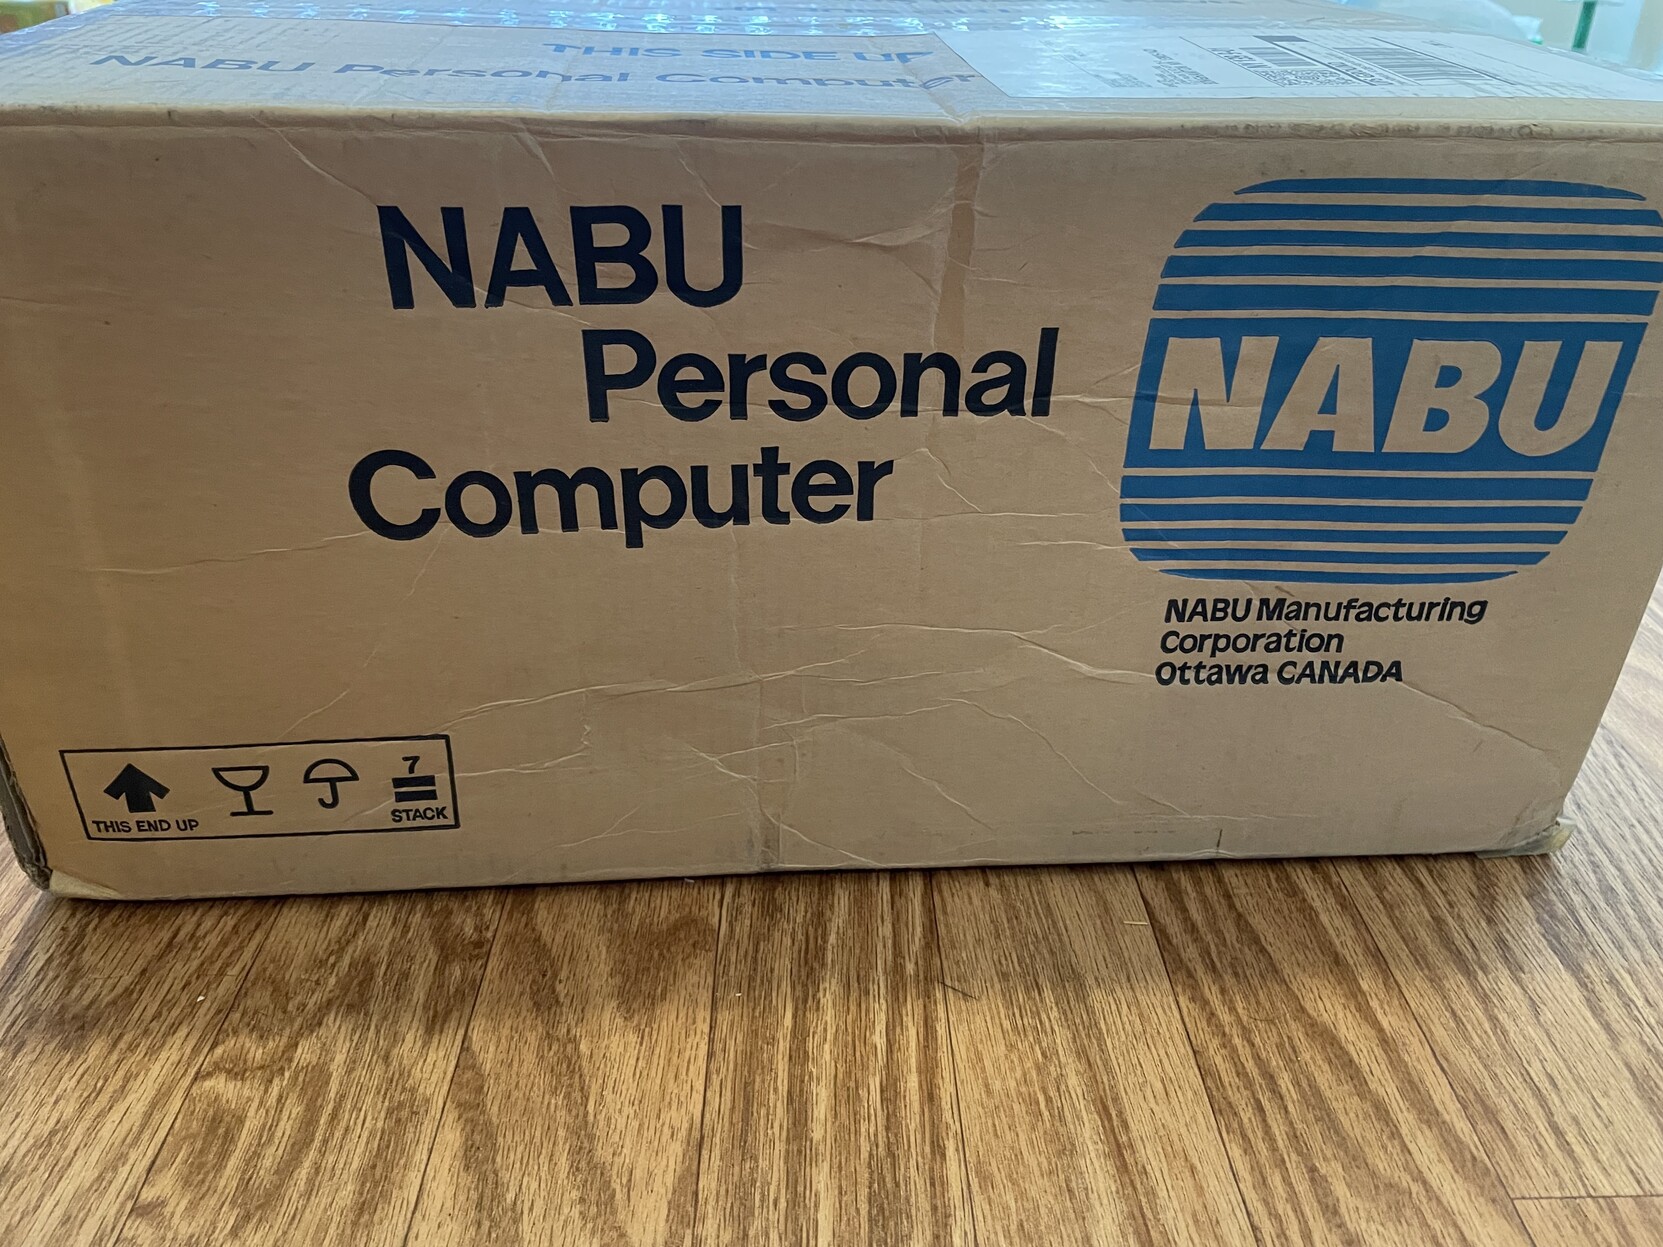 THIS SIDE UP
NABU Personal Computer
NABU
Personal
Computer
NABU
NABU Manufacturing
Corporation
Ottawa CANADA
7
THIS END UP
STACK